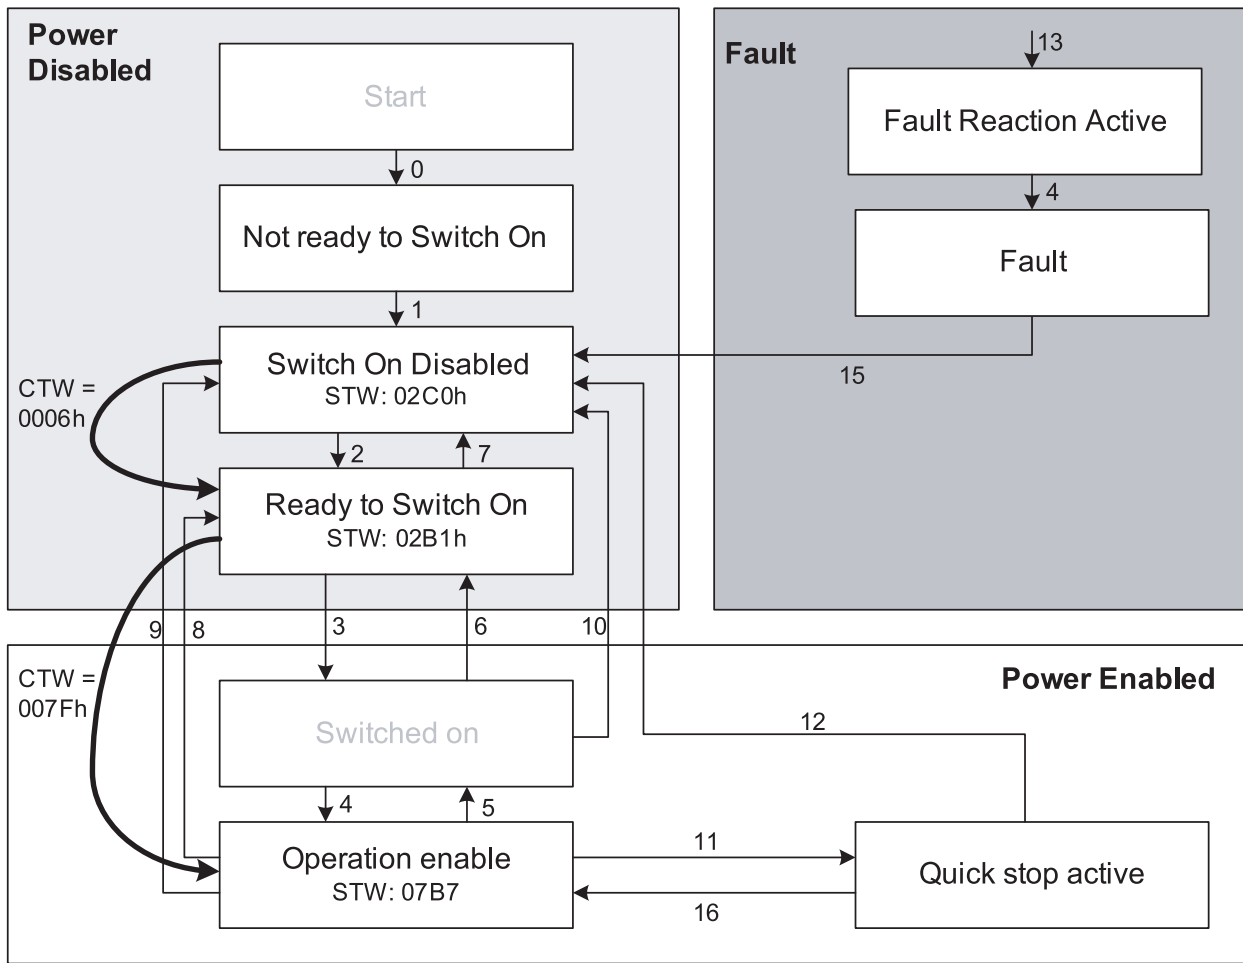 Power
Disabled
Start
0
Not ready to Switch On
1
Switch On Disabled
STW: 02C0h
CTW =
0006h
2
7
Ready to Switch On
STW: 02B1h
9
8
3
6
10
Fault
13
Fault Reaction Active
4
Fault
15
CTW =
007Fh
Power Enabled
Switched on
12
4
5
Operation enable
STW: 07B7
11
16
Quick stop active